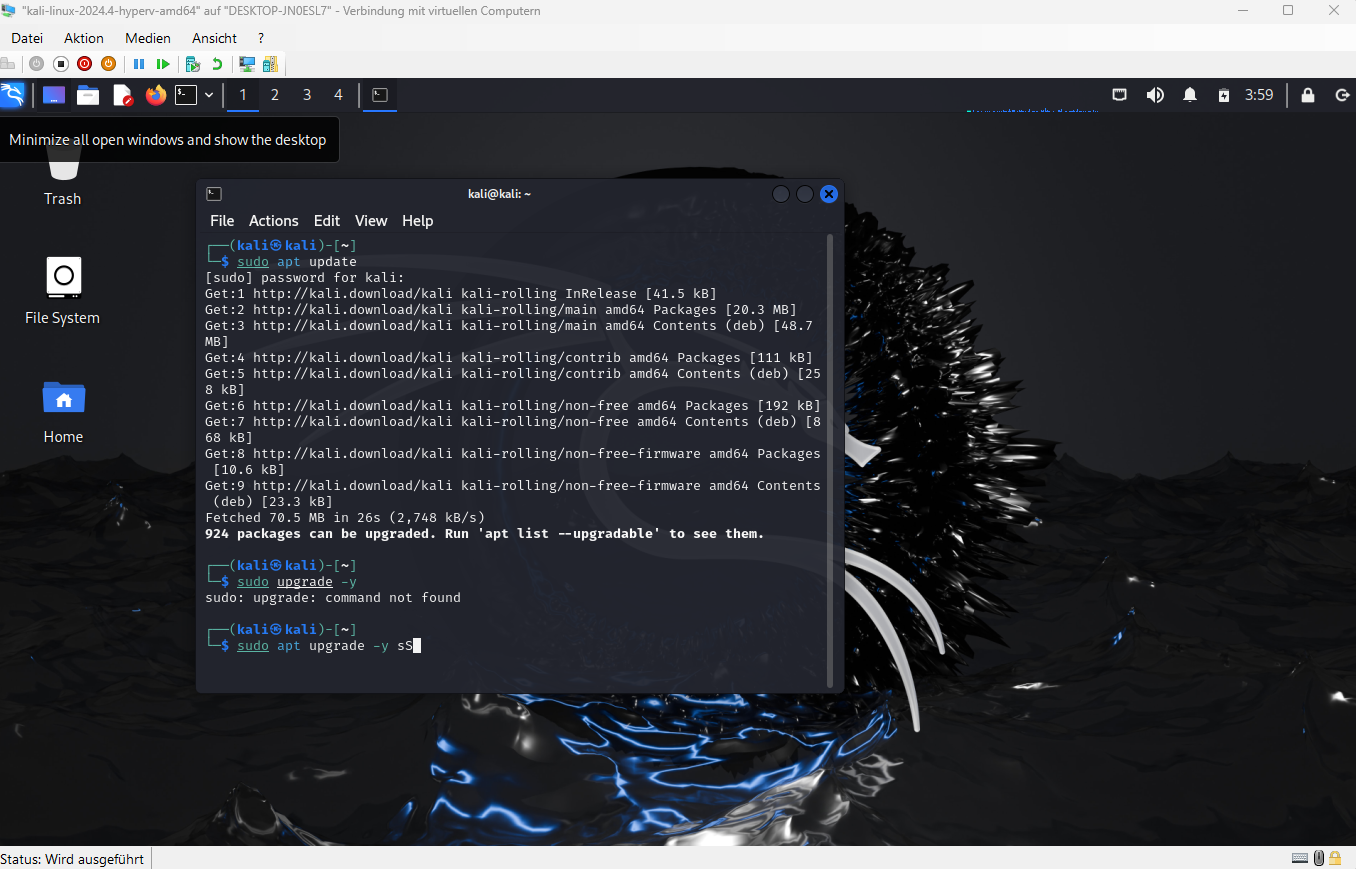 "kali-linux-2024.4-hyperv-amd64" auf "DESKTOP-JN0ESL7" - Verbindung mit virtuellen Computern
Datei Aktion Medien Ansicht ?
1 2 3 4 3:59
Minimize all open windows and show the desktop
Trash
File System
Home
kali@kali: ~
File Actions Edit View Help
┌──(kali㉿kali)-[~]
└─$ sudo apt update
[sudo] password for kali:
Get:1 http://kali.download/kali kali-rolling InRelease [41.5 kB]
Get:2 http://kali.download/kali kali-rolling/main amd64 Packages [20.3 MB]
Get:3 http://kali.download/kali kali-rolling/main amd64 Contents (deb) [48.7
MB]
Get:4 http://kali.download/kali kali-rolling/contrib amd64 Packages [111 kB]
Get:5 http://kali.download/kali kali-rolling/contrib amd64 Contents (deb) [25
8 kB]
Get:6 http://kali.download/kali kali-rolling/non-free amd64 Packages [192 kB]
Get:7 http://kali.download/kali kali-rolling/non-free amd64 Contents (deb) [8
68 kB]
Get:8 http://kali.download/kali kali-rolling/non-free-firmware amd64 Packages
[10.6 kB]
Get:9 http://kali.download/kali kali-rolling/non-free-firmware amd64 Contents
(deb) [23.3 kB]
Fetched 70.5 MB in 26s (2,748 kB/s)
924 packages can be upgraded. Run 'apt list --upgradable' to see them.
┌──(kali㉿kali)-[~]
└─$ sudo upgrade -y
sudo: upgrade: command not found
┌──(kali㉿kali)-[~]
└─$ sudo apt upgrade -y sS
Status: Wird ausgeführt